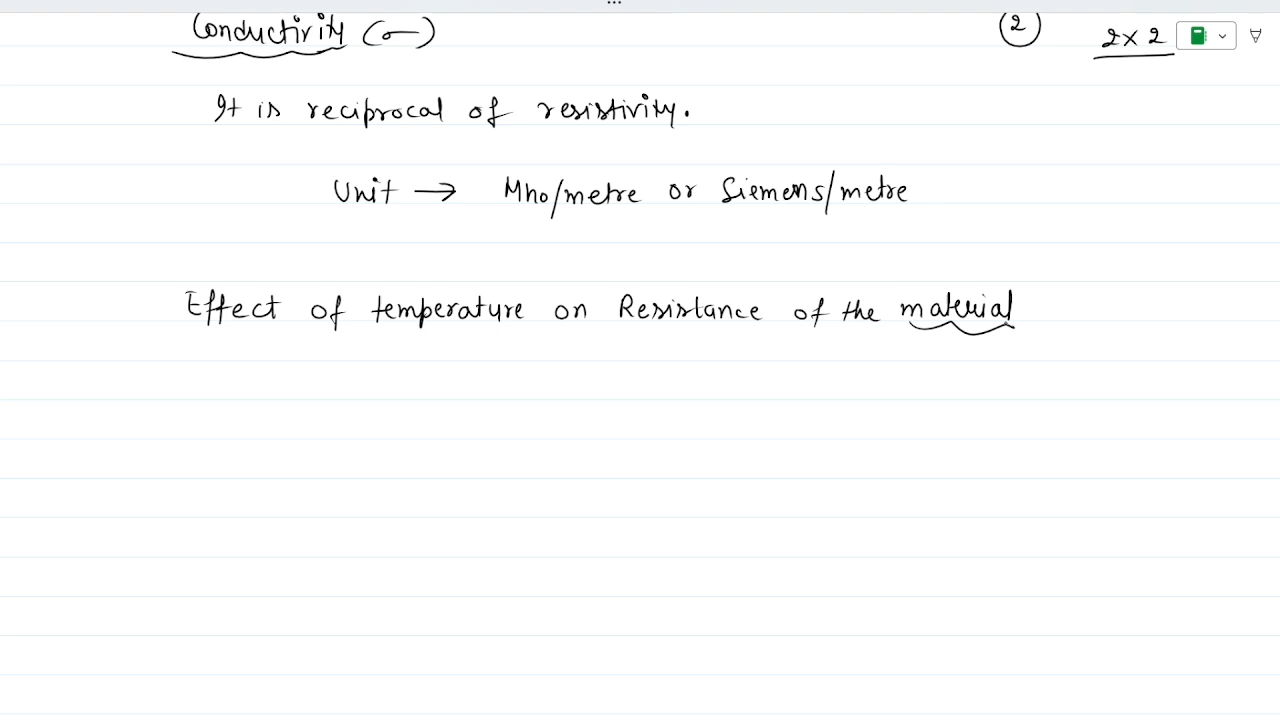 Conductivity (σ)
② 2×2
It is reciprocal of resistivity.
Unit → Mho/metre or Siemens/metre
Effect of temperature on Resistance of the material